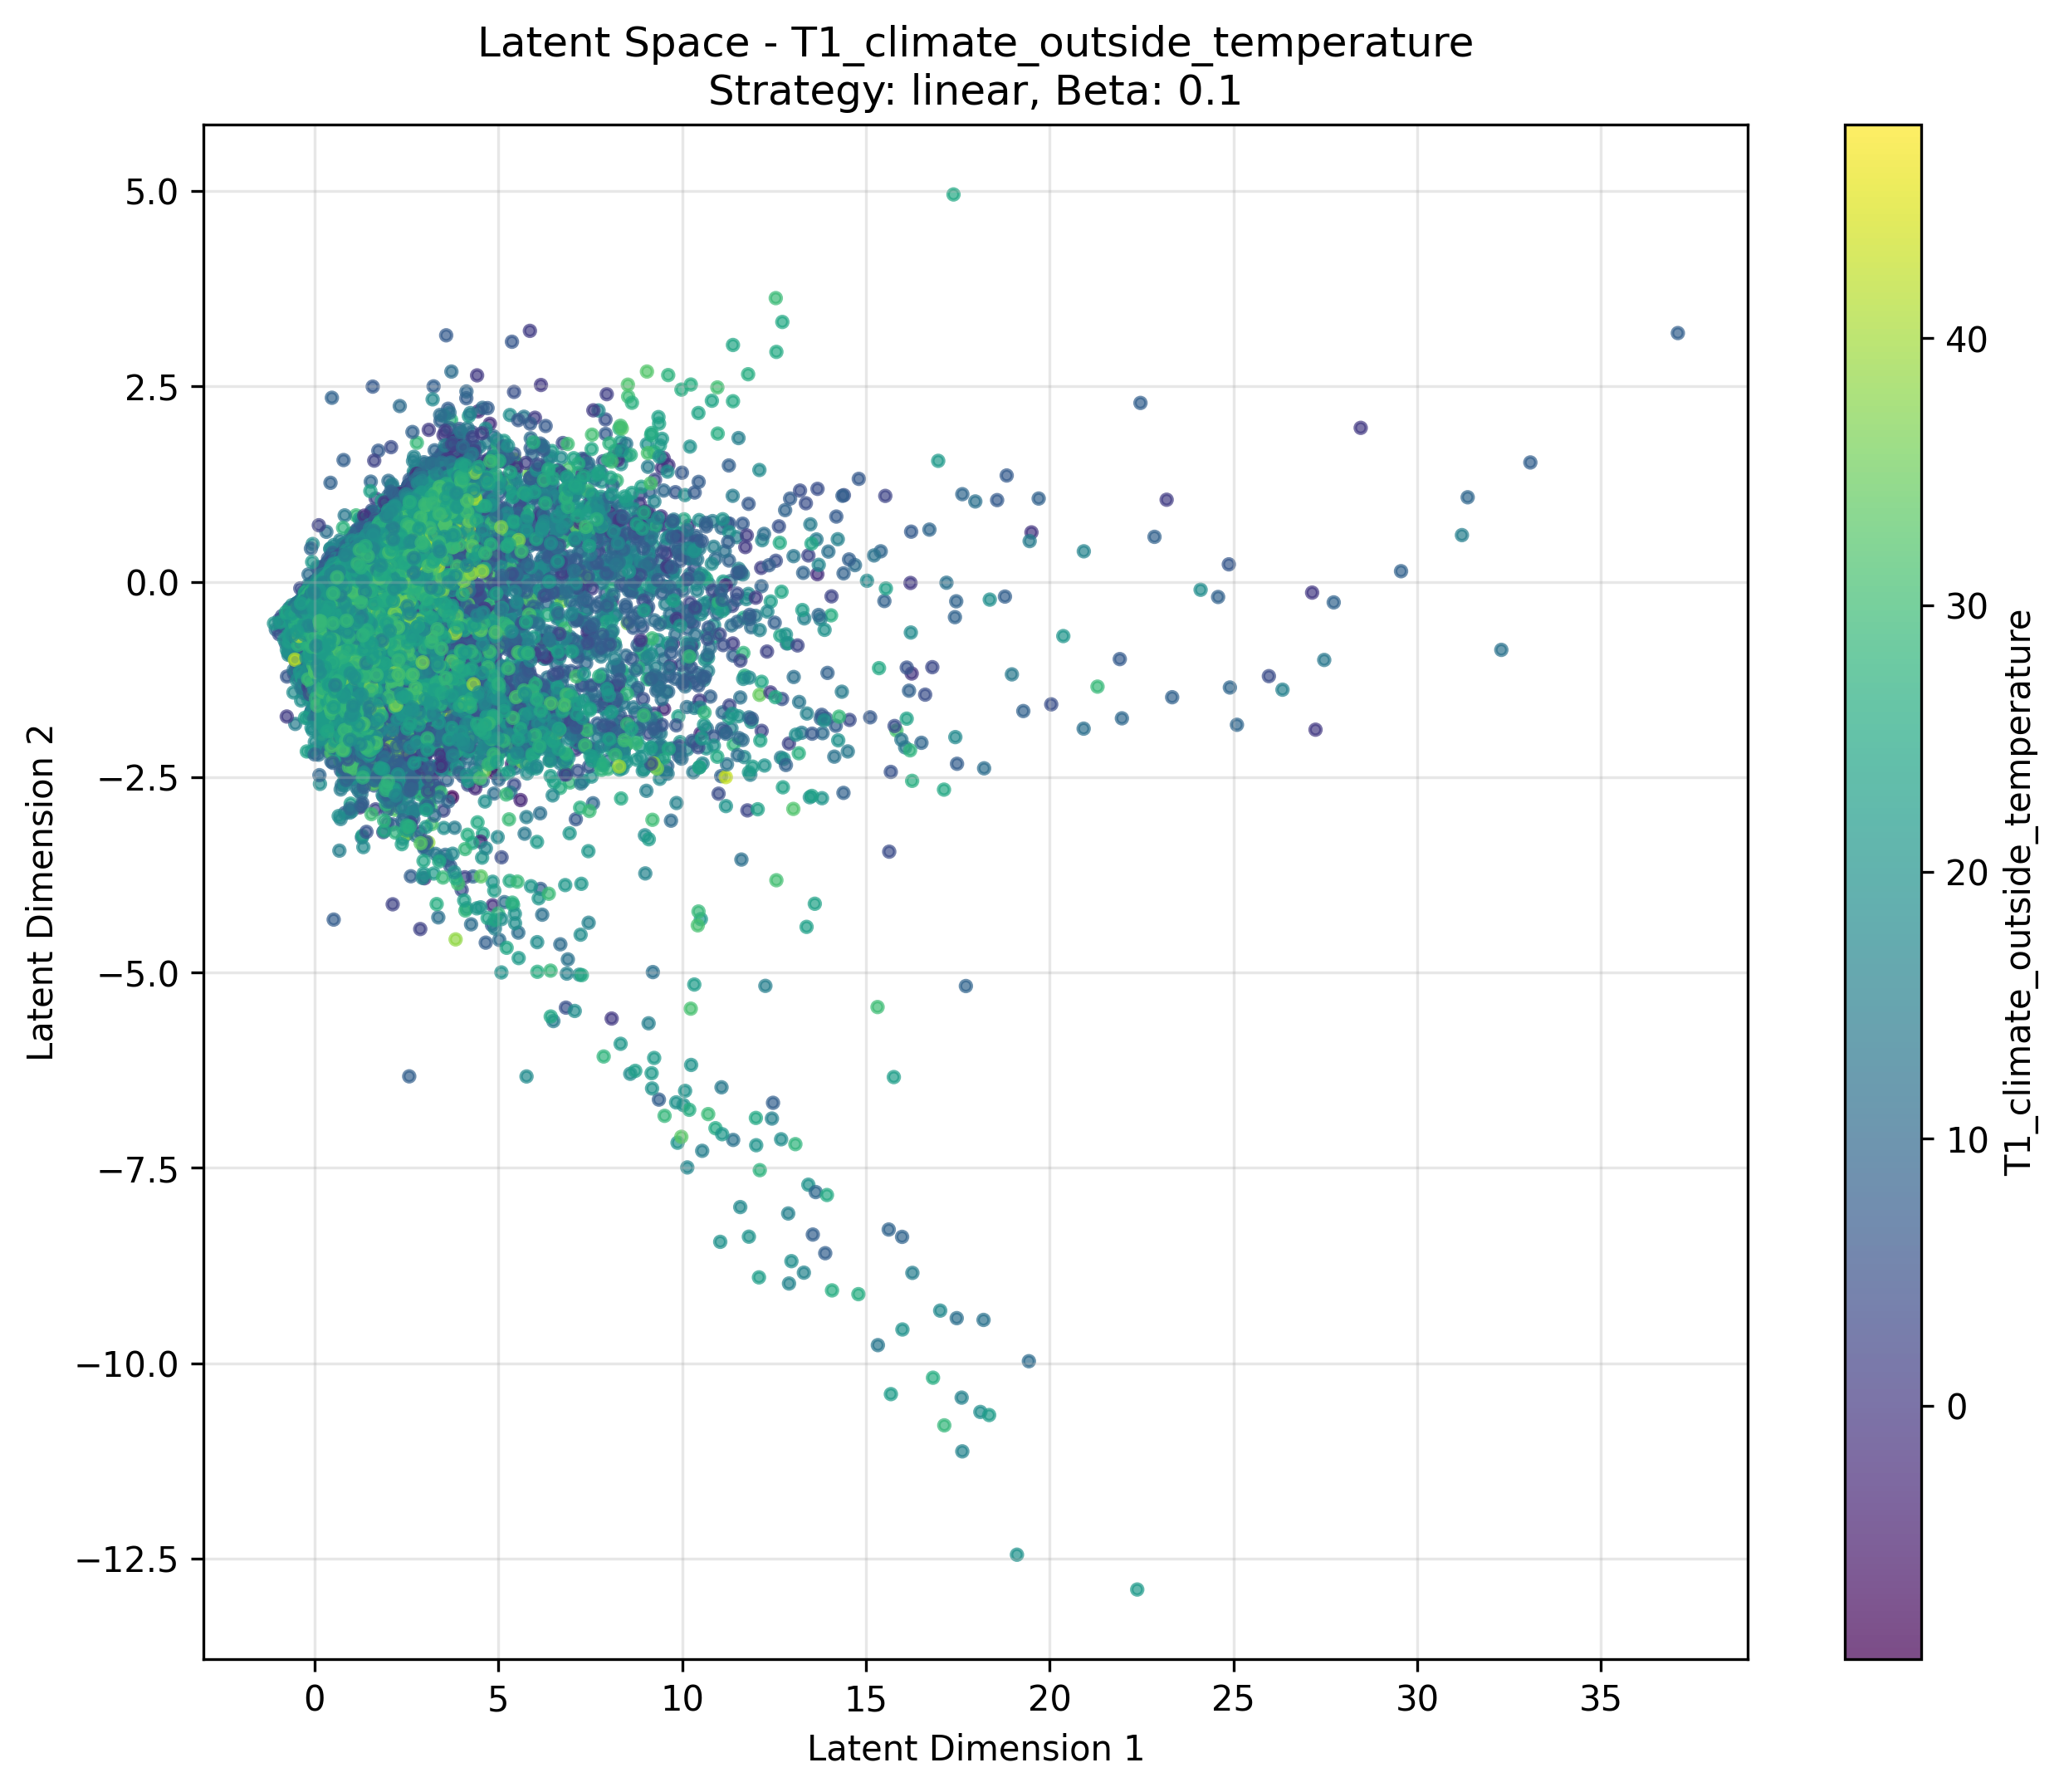 Latent Space - T1_climate_outside_temperature
Strategy: linear, Beta: 0.1
5.0
2.5
0.0
−2.5
−5.0
−7.5
−10.0
−12.5
Latent Dimension 2
0 5 10 15 20 25 30 35
Latent Dimension 1
40
30
20
10
0
T1_climate_outside_temperature